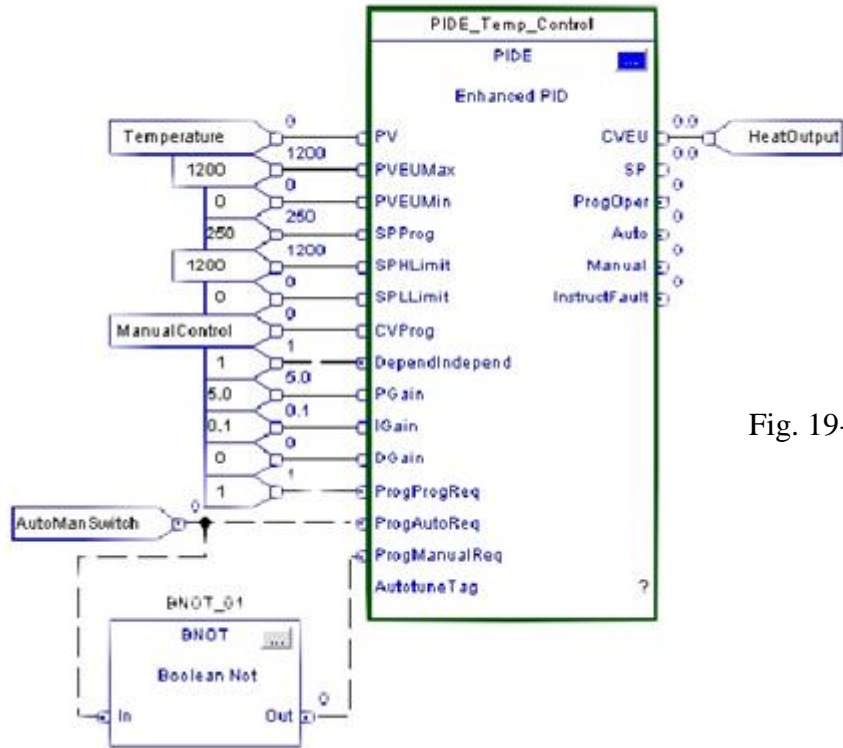 PIDE_Temp_Control
PIDE ...
Enhanced PID
Temperature 0 PV CVEU 0.0 HeatOutput
1200 1200 PVEUMax SP 0.0
0 0 PVEUMin ProgOper 0
250 250 SPProg Auto 0
1200 1200 SPHLimit Manual 0
0 0 SPLLimit InstructFault 0
ManualControl 0 CVProg
1 1 DependIndepend
5.0 5.0 PGain
0.1 0.1 IGain
0 0 DGain
1 1 ProgProgReq
AutoManSwitch 0 ProgAutoReq
ProgManualReq
AutotuneTag ?
BNOT_01
BNOT ...
Boolean Not
In Out 0
Fig. 19-